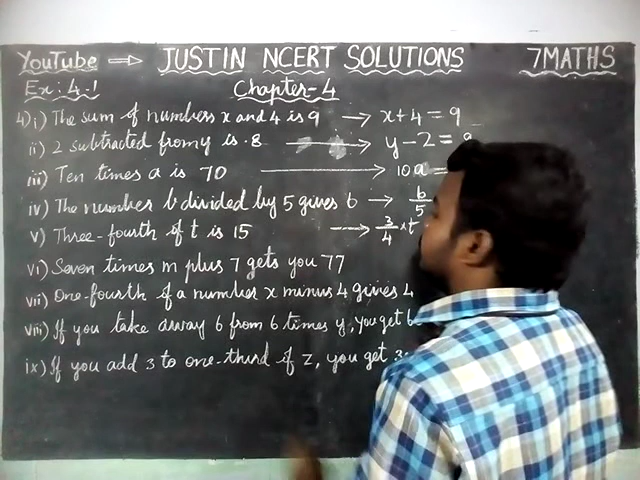 YouTube ⇒ JUSTIN NCERT SOLUTIONS 7MATHS
Ex: 4.1 Chapter-4
4) i) The sum of numbers x and 4 is 9 → x + 4 = 9
ii) 2 subtracted from y is 8 → y - 2 = 8
iii) Ten times a is 70 → 10a =
iv) The number b divided by 5 gives 6 → b/5
v) Three-fourth of t is 15 → 3/4 × t
vi) Seven times m plus 7 gets you 77
vii) One-fourth of a number x minus 4 gives 4
viii) If you take away 6 from 6 times y, you get 6
ix) If you add 3 to one-third of z, you get 3